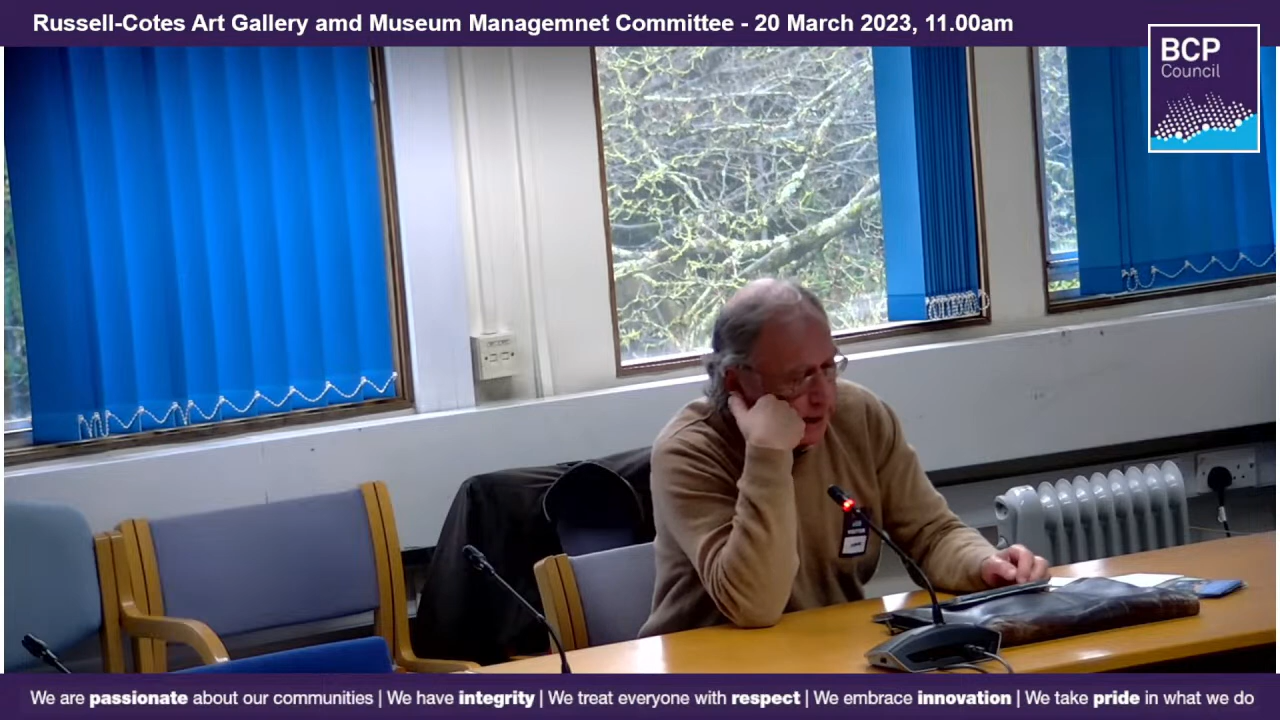 Russell-Cotes Art Gallery amd Museum Managemnet Committee - 20 March 2023, 11.00am
BCP
Council
VISITOR
We are passionate about our communities | We have integrity | We treat everyone with respect | We embrace innovation | We take pride in what we do